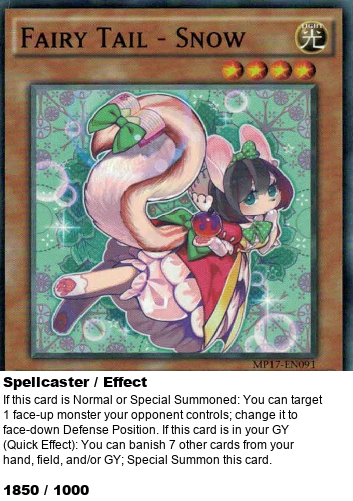 Fairy Tail - Snow
LIGHT
光
MP17-EN091
Spellcaster / Effect
If this card is Normal or Special Summoned: You can target
1 face-up monster your opponent controls; change it to
face-down Defense Position. If this card is in your GY
(Quick Effect): You can banish 7 other cards from your
hand, field, and/or GY; Special Summon this card.
1850 / 1000